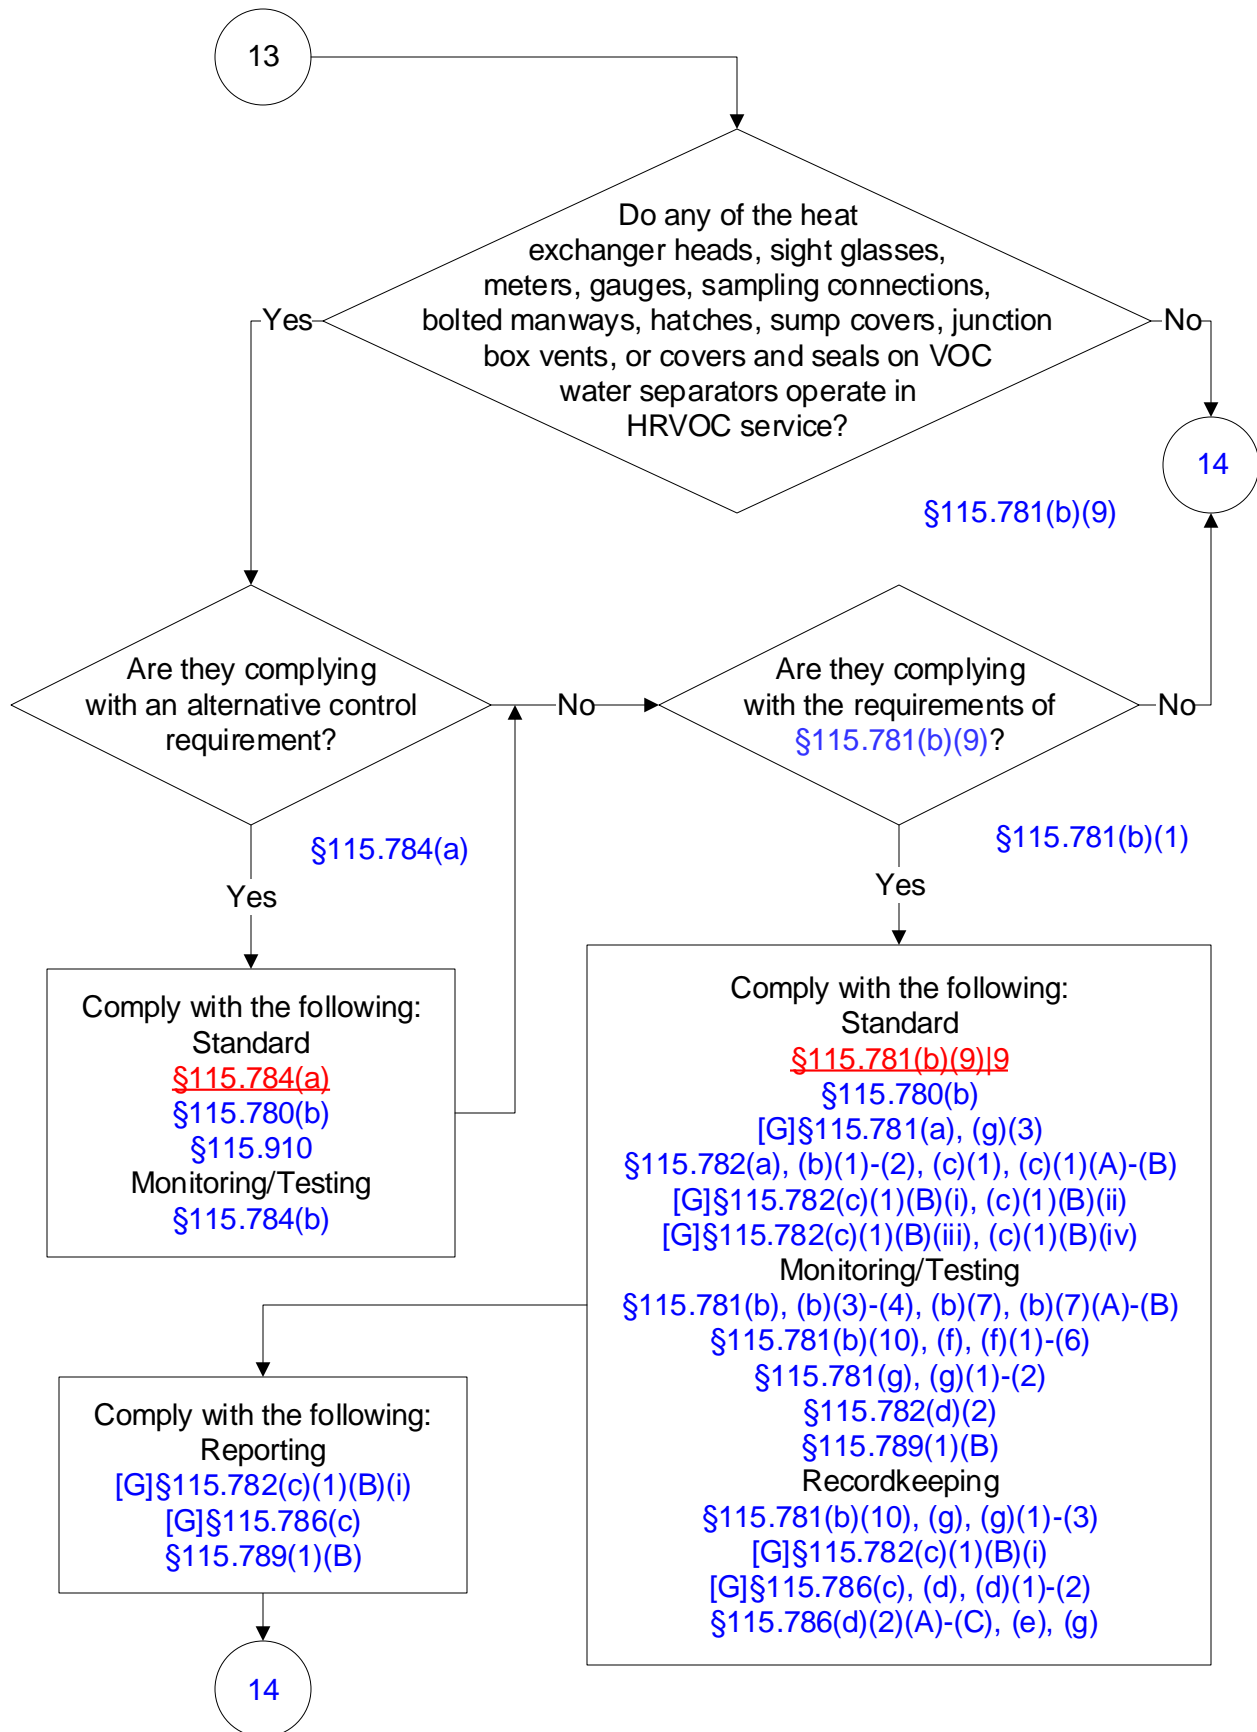 13
Do any of the heat
exchanger heads, sight glasses,
meters, gauges, sampling connections,
bolted manways, hatches, sump covers, junction
box vents, or covers and seals on VOC
water separators operate in
HRVOC service?
Yes
No
14
§115.781(b)(9)
Are they complying
with an alternative control
requirement?
No
Are they complying
with the requirements of
§115.781(b)(9)?
No
§115.784(a)
§115.781(b)(1)
Yes
Yes
Comply with the following:
Standard
§115.784(a)
§115.780(b)
§115.910
Monitoring/Testing
§115.784(b)
Comply with the following:
Standard
§115.781(b)(9)|9
§115.780(b)
[G]§115.781(a), (g)(3)
§115.782(a), (b)(1)-(2), (c)(1), (c)(1)(A)-(B)
[G]§115.782(c)(1)(B)(i), (c)(1)(B)(ii)
[G]§115.782(c)(1)(B)(iii), (c)(1)(B)(iv)
Monitoring/Testing
§115.781(b), (b)(3)-(4), (b)(7), (b)(7)(A)-(B)
§115.781(b)(10), (f), (f)(1)-(6)
§115.781(g), (g)(1)-(2)
§115.782(d)(2)
§115.789(1)(B)
Recordkeeping
§115.781(b)(10), (g), (g)(1)-(3)
[G]§115.782(c)(1)(B)(i)
[G]§115.786(c), (d), (d)(1)-(2)
§115.786(d)(2)(A)-(C), (e), (g)
Comply with the following:
Reporting
[G]§115.782(c)(1)(B)(i)
[G]§115.786(c)
§115.789(1)(B)
14